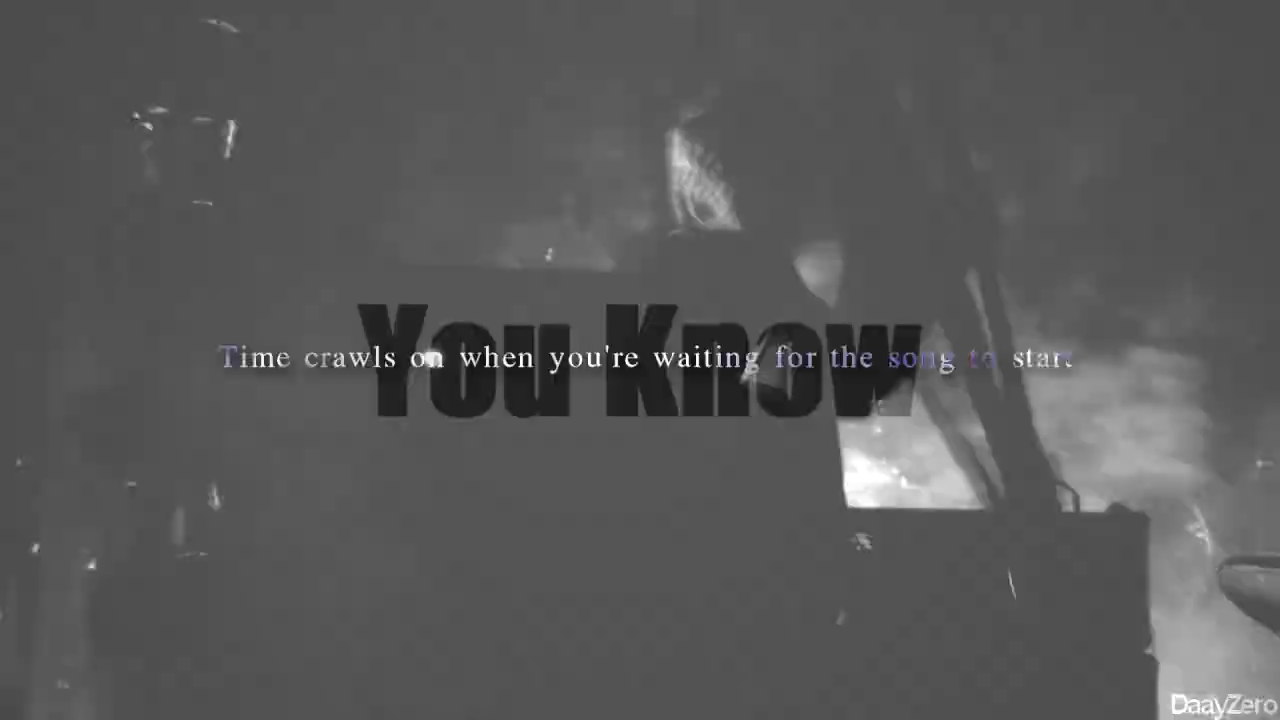 You Know
Time crawls on when you're waiting for the song to start
DaayZero